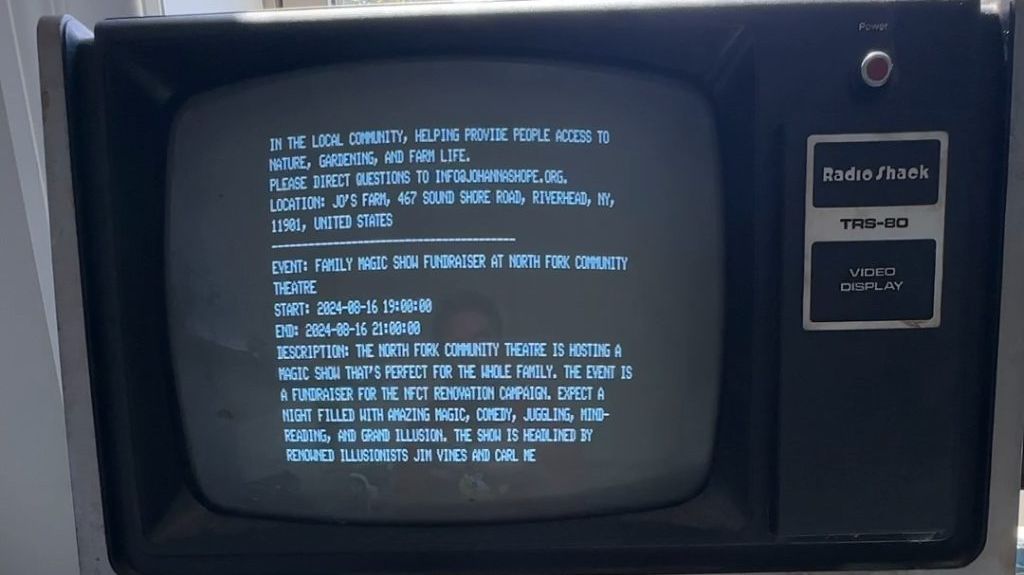 IN THE LOCAL COMMUNITY, HELPING PROVIDE PEOPLE ACCESS TO
NATURE, GARDENING, AND FARM LIFE.
PLEASE DIRECT QUESTIONS TO INFO@JOHANNASHOPE.ORG.
LOCATION: JO'S FARM, 467 SOUND SHORE ROAD, RIVERHEAD, NY,
11901, UNITED STATES
----------------------------------------
EVENT: FAMILY MAGIC SHOW FUNDRAISER AT NORTH FORK COMMUNITY
THEATRE
START: 2024-08-16 19:00:00
END: 2024-08-16 21:00:00
DESCRIPTION: THE NORTH FORK COMMUNITY THEATRE IS HOSTING A
MAGIC SHOW THAT'S PERFECT FOR THE WHOLE FAMILY. THE EVENT IS
A FUNDRAISER FOR THE NFCT RENOVATION CAMPAIGN. EXPECT A
NIGHT FILLED WITH AMAZING MAGIC, COMEDY, JUGGLING, MIND-
READING, AND GRAND ILLUSION. THE SHOW IS HEADLINED BY
RENOWNED ILLUSIONISTS JIM VINES AND CARL ME
Power
Radio Shack
TRS-80
VIDEO
DISPLAY